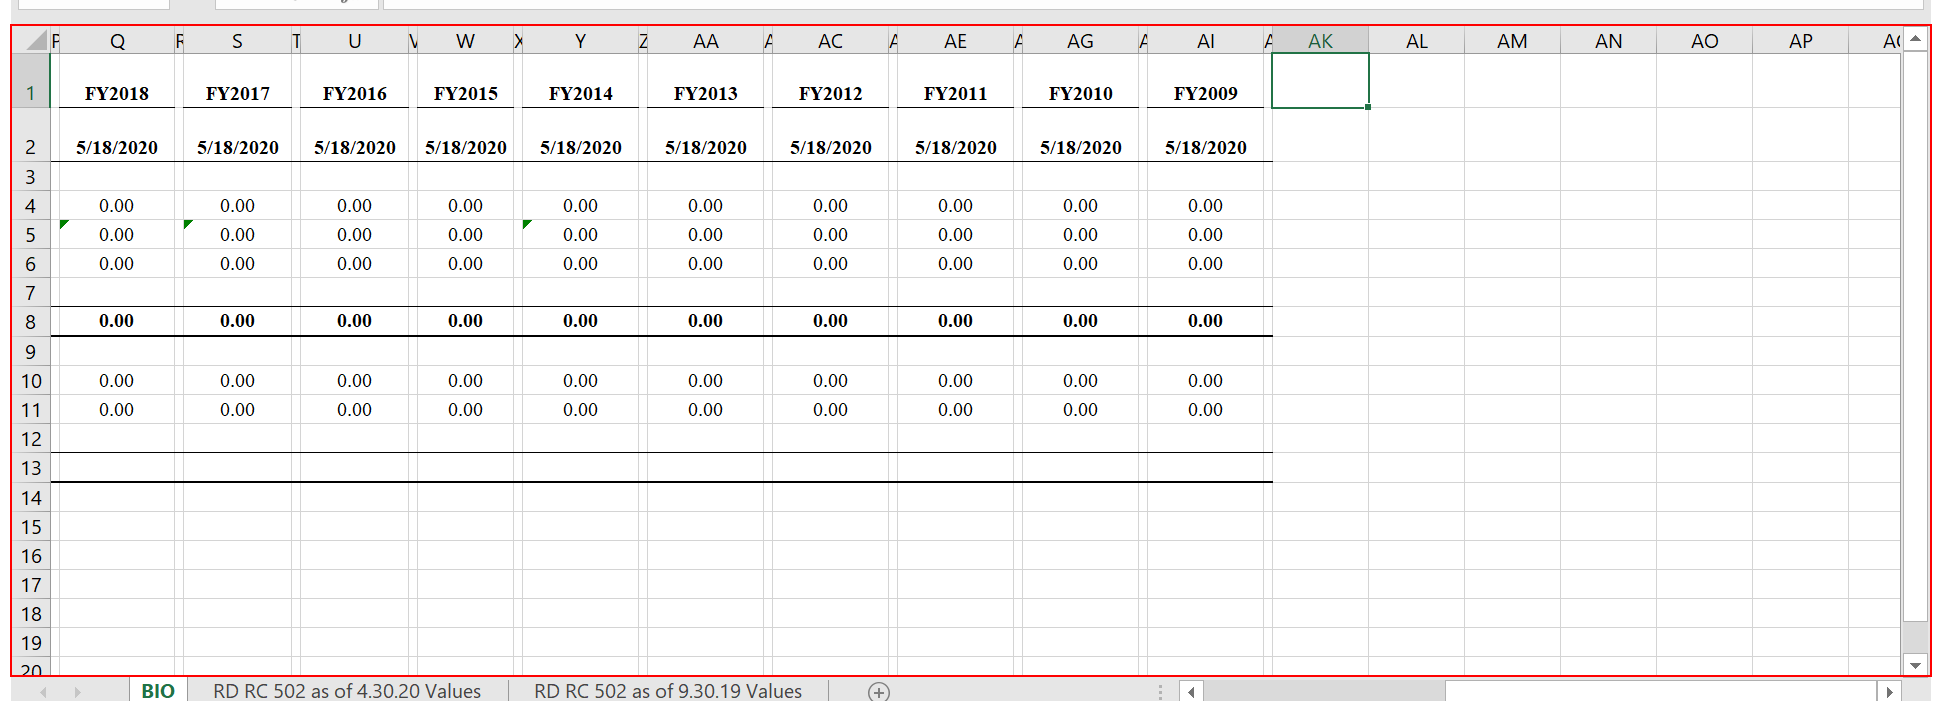 P Q R S T U V W X Y Z AA A AC A AE A AG A AI A AK AL AM AN AO AP
1 FY2018 FY2017 FY2016 FY2015 FY2014 FY2013 FY2012 FY2011 FY2010 FY2009
2 5/18/2020 5/18/2020 5/18/2020 5/18/2020 5/18/2020 5/18/2020 5/18/2020 5/18/2020 5/18/2020 5/18/2020
3
4 0.00 0.00 0.00 0.00 0.00 0.00 0.00 0.00 0.00 0.00
5 0.00 0.00 0.00 0.00 0.00 0.00 0.00 0.00 0.00 0.00
6 0.00 0.00 0.00 0.00 0.00 0.00 0.00 0.00 0.00 0.00
7
8 0.00 0.00 0.00 0.00 0.00 0.00 0.00 0.00 0.00 0.00
9
10 0.00 0.00 0.00 0.00 0.00 0.00 0.00 0.00 0.00 0.00
11 0.00 0.00 0.00 0.00 0.00 0.00 0.00 0.00 0.00 0.00
12
13
14
15
16
17
18
19
20
BIO RD RC 502 as of 4.30.20 Values RD RC 502 as of 9.30.19 Values